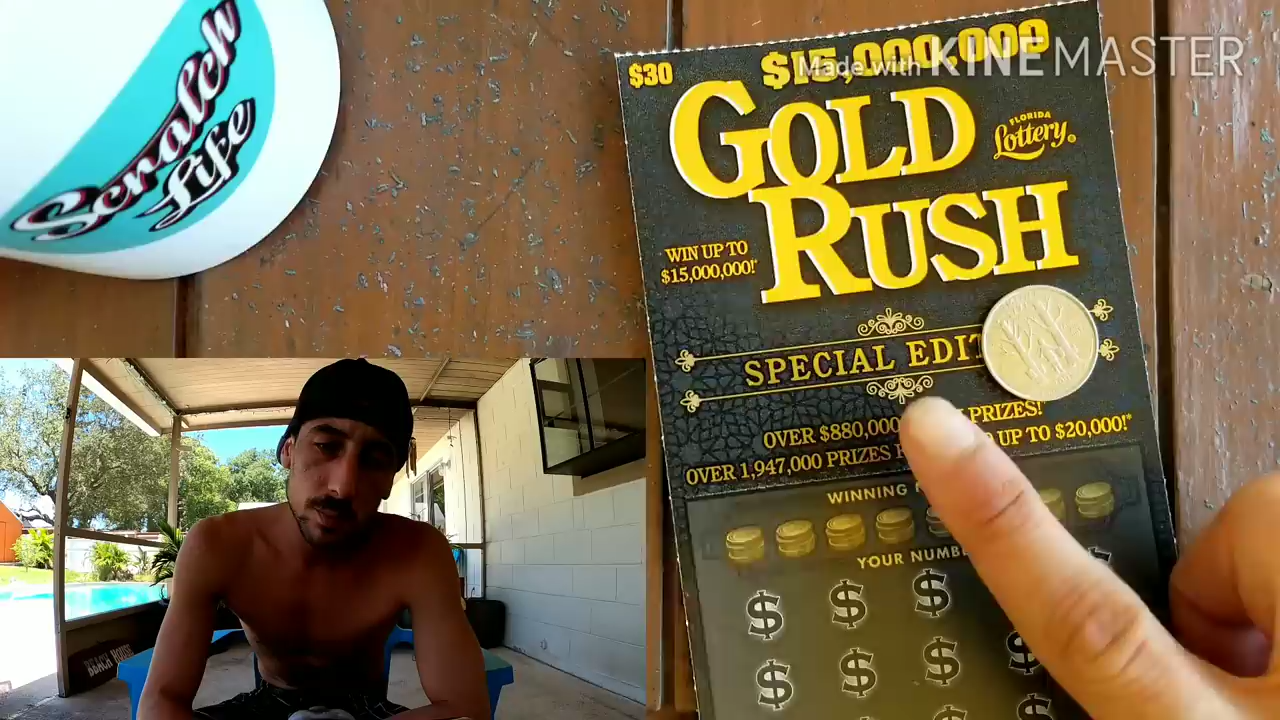 Scratch
Life
$30
$15,000,000
Made with KINEMASTER
GOLD
RUSH
FLORIDA
Lottery
WIN UP TO
$15,000,000!*
SPECIAL EDIT
OVER $880,000 PRIZES!
OVER 1,947,000 PRIZES UP TO $20,000!*
WINNING
YOUR NUMBE
BEACH HOUSE